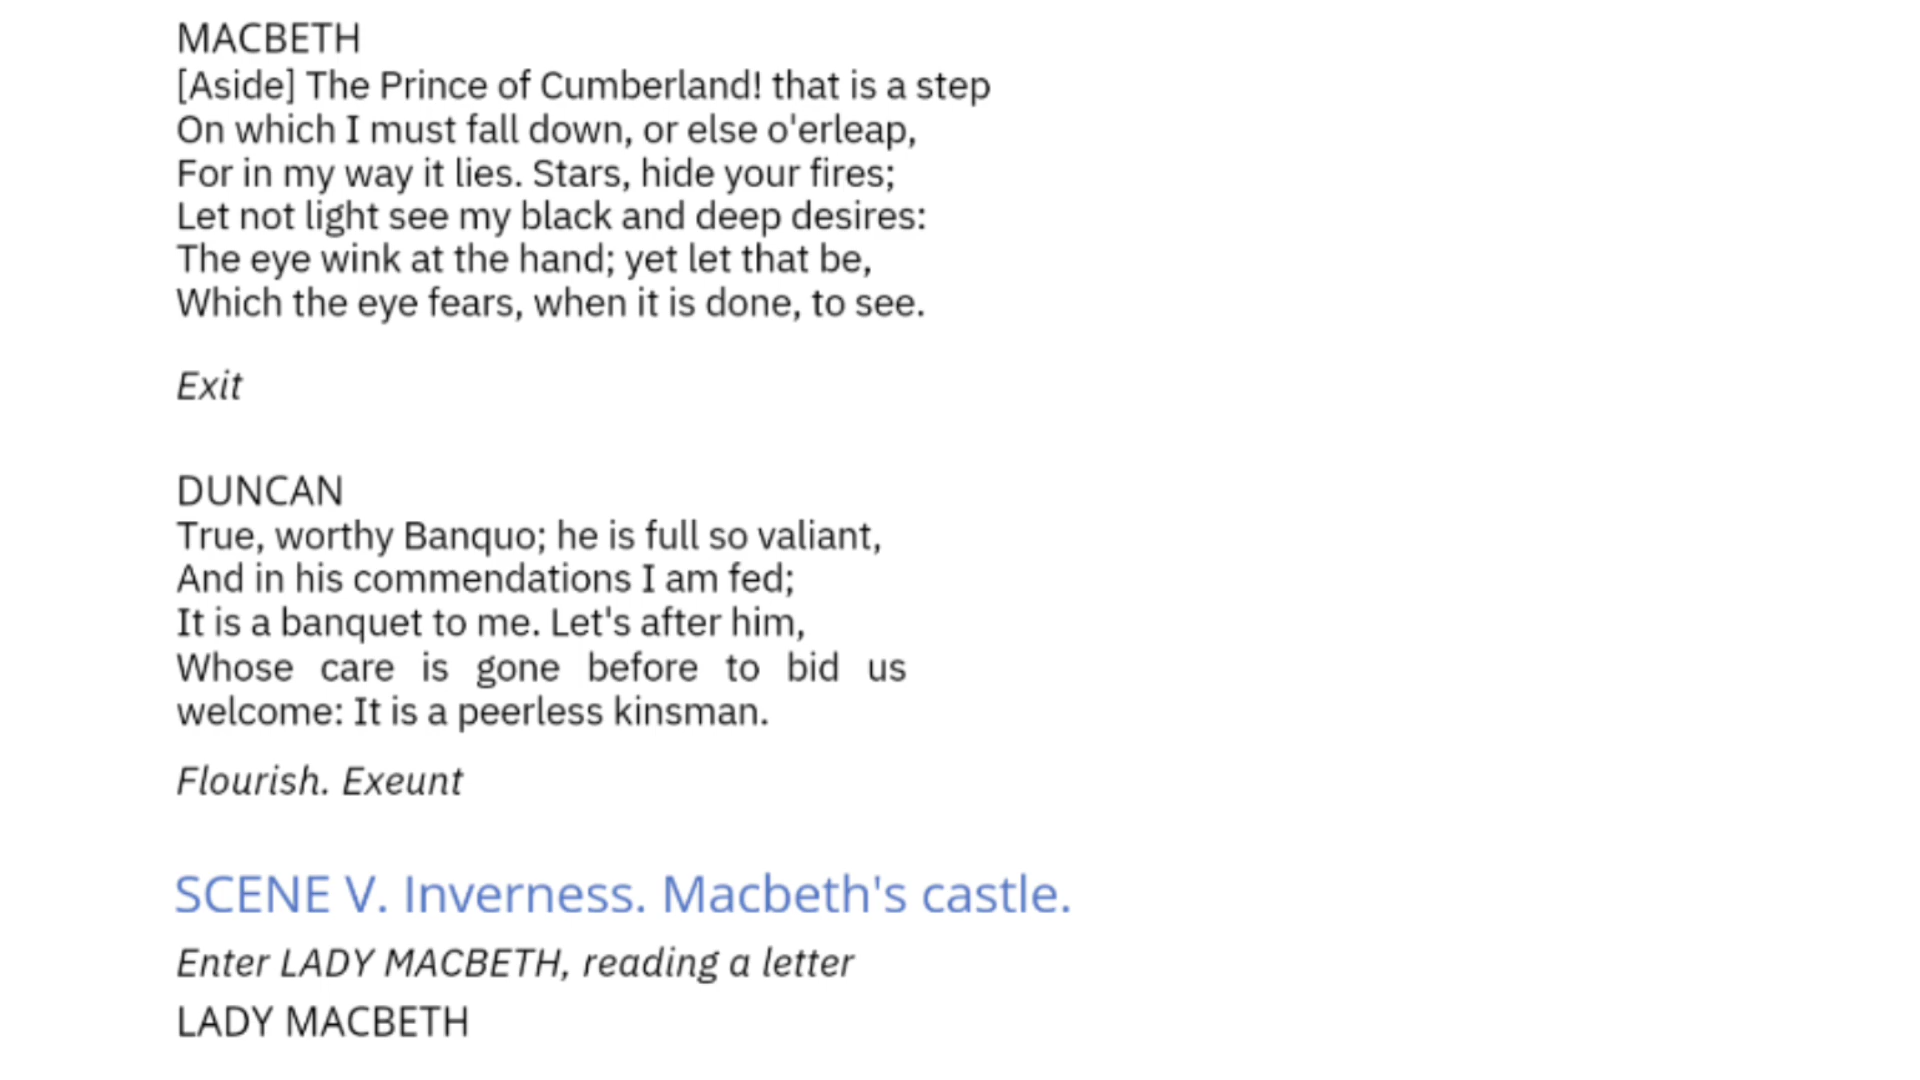 MACBETH
[Aside] The Prince of Cumberland! that is a step
On which I must fall down, or else o'erleap,
For in my way it lies. Stars, hide your fires;
Let not light see my black and deep desires:
The eye wink at the hand; yet let that be,
Which the eye fears, when it is done, to see.
Exit
DUNCAN
True, worthy Banquo; he is full so valiant,
And in his commendations I am fed;
It is a banquet to me. Let's after him,
Whose care is gone before to bid us
welcome: It is a peerless kinsman.
Flourish. Exeunt
SCENE V. Inverness. Macbeth's castle.
Enter LADY MACBETH, reading a letter
LADY MACBETH